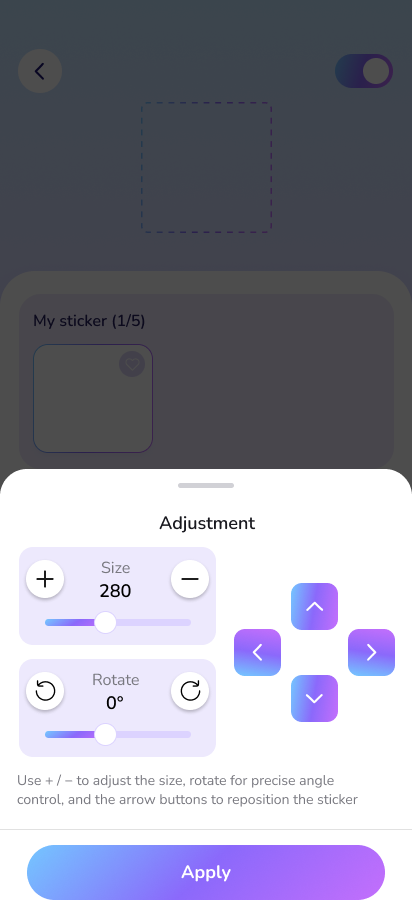 My sticker (1/5)
Adjustment
Size
280
Rotate
0°
Use + / − to adjust the size, rotate for precise angle
control, and the arrow buttons to reposition the sticker
Apply